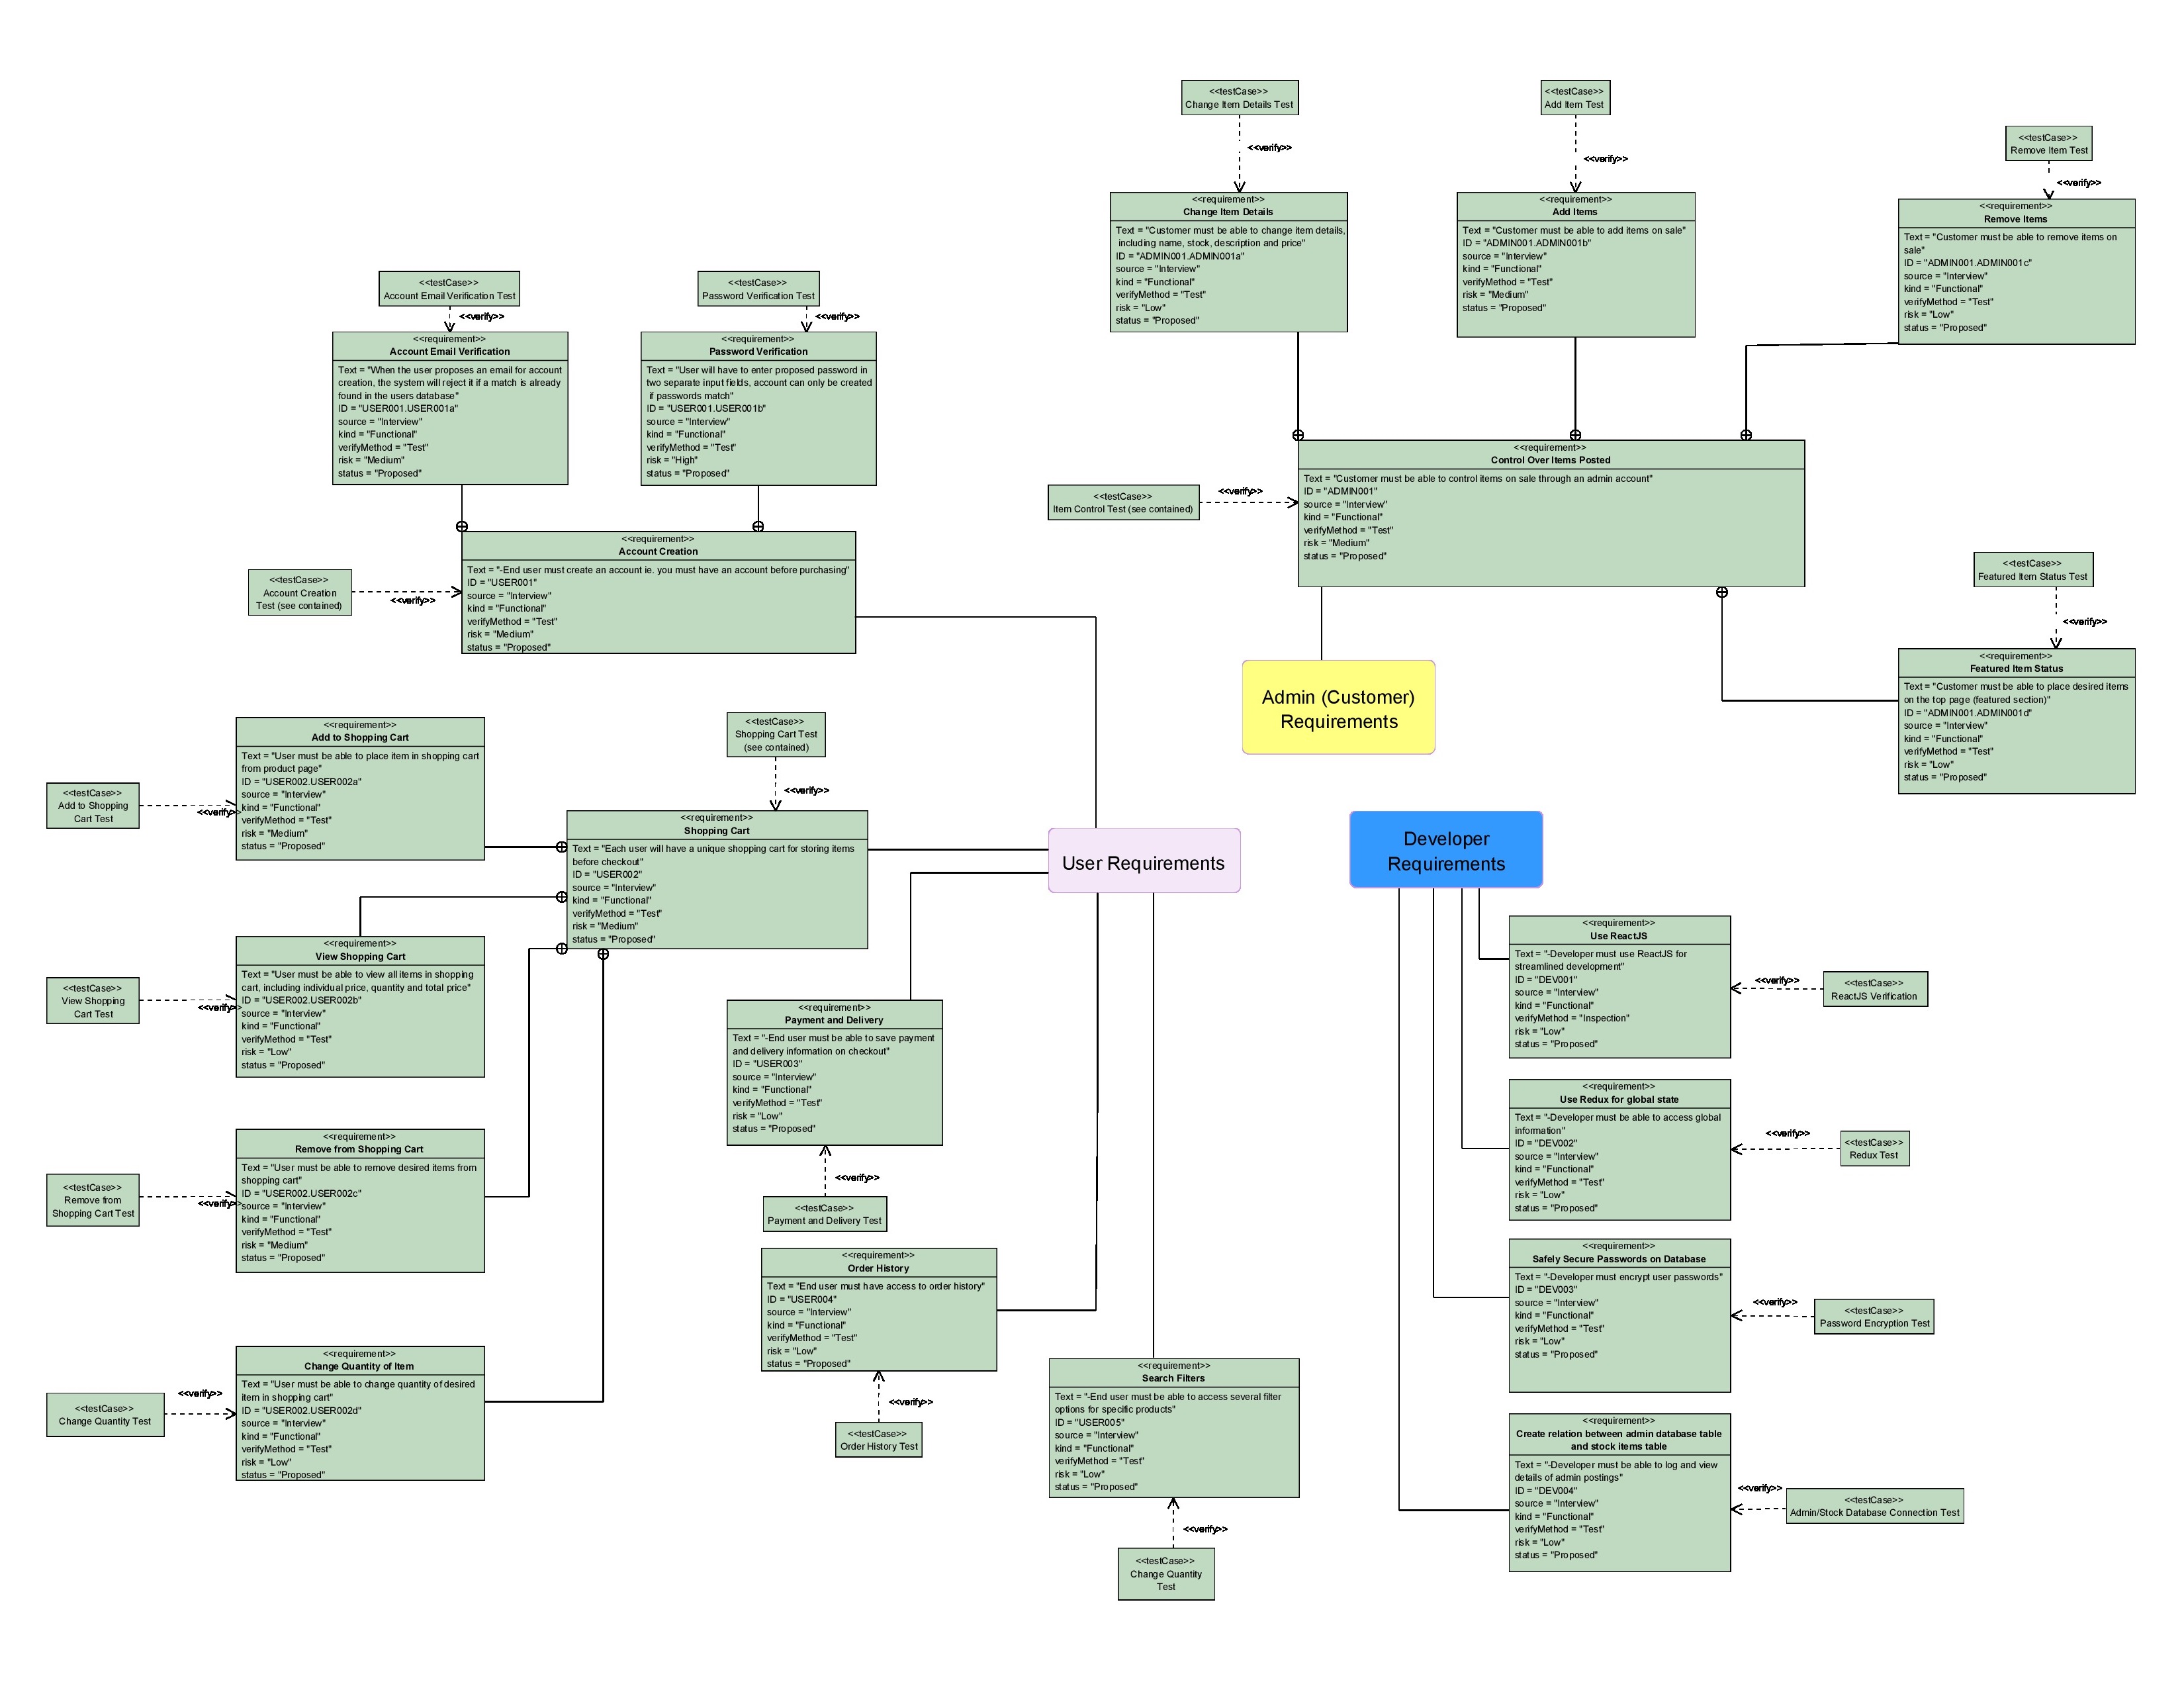 <<testCase>>
Change Item Details Test
<<verify>>
<<testCase>>
Add Item Test
<<verify>>
<<testCase>>
Remove Item Test
<<verify>>
<<requirement>>
Change Item Details
Text = "Customer must be able to change item details,
including name, stock, description and price"
ID = "ADMIN001.ADMIN001a"
source = "Interview"
kind = "Functional"
verifyMethod = "Test"
risk = "Low"
status = "Proposed"
<<requirement>>
Add Items
Text = "Customer must be able to add items on sale"
ID = "ADMIN001.ADMIN001b"
source = "Interview"
kind = "Functional"
verifyMethod = "Test"
risk = "Medium"
status = "Proposed"
<<requirement>>
Remove Items
Text = "Customer must be able to remove items on
sale"
ID = "ADMIN001.ADMIN001c"
source = "Interview"
kind = "Functional"
verifyMethod = "Test"
risk = "Low"
status = "Proposed"
<<testCase>>
Account Email Verification Test
<<verify>>
<<testCase>>
Password Verification Test
<<verify>>
<<requirement>>
Account Email Verification
Text = "When the user proposes an email for account
creation, the system will reject it if a match is already
found in the users database"
ID = "USER001.USER001a"
source = "Interview"
kind = "Functional"
verifyMethod = "Test"
risk = "Medium"
status = "Proposed"
<<requirement>>
Password Verification
Text = "User will have to enter proposed password in
two separate input fields, account can only be created
if passwords match"
ID = "USER001.USER001b"
source = "Interview"
kind = "Functional"
verifyMethod = "Test"
risk = "High"
status = "Proposed"
<<requirement>>
Control Over Items Posted
Text = "Customer must be able to control items on sale through an admin account"
ID = "ADMIN001"
source = "Interview"
kind = "Functional"
verifyMethod = "Test"
risk = "Medium"
status = "Proposed"
<<testCase>>
Item Control Test (see contained)
<<verify>>
<<requirement>>
Account Creation
Text = "-End user must create an account ie. you must have an account before purchasing"
ID = "USER001"
source = "Interview"
kind = "Functional"
verifyMethod = "Test"
risk = "Medium"
status = "Proposed"
<<testCase>>
Account Creation
Test (see contained)
<<verify>>
<<testCase>>
Featured Item Status Test
<<verify>>
<<requirement>>
Featured Item Status
Text = "Customer must be able to place desired items
on the top page (featured section)"
ID = "ADMIN001.ADMIN001d"
source = "Interview"
kind = "Functional"
verifyMethod = "Test"
risk = "Low"
status = "Proposed"
Admin (Customer)
Requirements
<<requirement>>
Add to Shopping Cart
Text = "User must be able to place item in shopping cart
from product page"
ID = "USER002.USER002a"
source = "Interview"
kind = "Functional"
verifyMethod = "Test"
risk = "Medium"
status = "Proposed"
<<testCase>>
Add to Shopping
Cart Test
<<verify>>
<<testCase>>
Shopping Cart Test
(see contained)
<<verify>>
<<requirement>>
Shopping Cart
Text = "Each user will have a unique shopping cart for storing items
before checkout"
ID = "USER002"
source = "Interview"
kind = "Functional"
verifyMethod = "Test"
risk = "Medium"
status = "Proposed"
User Requirements
Developer
Requirements
<<requirement>>
View Shopping Cart
Text = "User must be able to view all items in shopping
cart, including individual price, quantity and total price"
ID = "USER002.USER002b"
source = "Interview"
kind = "Functional"
verifyMethod = "Test"
risk = "Low"
status = "Proposed"
<<testCase>>
View Shopping
Cart Test
<<verify>>
<<requirement>>
Use ReactJS
Text = "-Developer must use ReactJS for
streamlined development"
ID = "DEV001"
source = "Interview"
kind = "Functional"
verifyMethod = "Inspection"
risk = "Low"
status = "Proposed"
<<verify>>
<<testCase>>
ReactJS Verification
<<requirement>>
Payment and Delivery
Text = "-End user must be able to save payment
and delivery information on checkout"
ID = "USER003"
source = "Interview"
kind = "Functional"
verifyMethod = "Test"
risk = "Low"
status = "Proposed"
<<verify>>
<<testCase>>
Payment and Delivery Test
<<requirement>>
Use Redux for global state
Text = "-Developer must be able to access global
information"
ID = "DEV002"
source = "Interview"
kind = "Functional"
verifyMethod = "Test"
risk = "Low"
status = "Proposed"
<<verify>>
<<testCase>>
Redux Test
<<requirement>>
Remove from Shopping Cart
Text = "User must be able to remove desired items from
shopping cart"
ID = "USER002.USER002c"
source = "Interview"
kind = "Functional"
verifyMethod = "Test"
risk = "Medium"
status = "Proposed"
<<testCase>>
Remove from
Shopping Cart Test
<<verify>>
<<requirement>>
Order History
Text = "End user must have access to order history"
ID = "USER004"
source = "Interview"
kind = "Functional"
verifyMethod = "Test"
risk = "Low"
status = "Proposed"
<<verify>>
<<testCase>>
Order History Test
<<requirement>>
Safely Secure Passwords on Database
Text = "-Developer must encrypt user passwords"
ID = "DEV003"
source = "Interview"
kind = "Functional"
verifyMethod = "Test"
risk = "Low"
status = "Proposed"
<<verify>>
<<testCase>>
Password Encryption Test
<<requirement>>
Change Quantity of Item
Text = "User must be able to change quantity of desired
item in shopping cart"
ID = "USER002.USER002d"
source = "Interview"
kind = "Functional"
verifyMethod = "Test"
risk = "Low"
status = "Proposed"
<<verify>>
<<testCase>>
Change Quantity Test
<<requirement>>
Search Filters
Text = "-End user must be able to access several filter
options for specific products"
ID = "USER005"
source = "Interview"
kind = "Functional"
verifyMethod = "Test"
risk = "Low"
status = "Proposed"
<<verify>>
<<testCase>>
Change Quantity
Test
<<requirement>>
Create relation between admin database table
and stock items table
Text = "-Developer must be able to log and view
details of admin postings"
ID = "DEV004"
source = "Interview"
kind = "Functional"
verifyMethod = "Test"
risk = "Low"
status = "Proposed"
<<verify>>
<<testCase>>
Admin/Stock Database Connection Test